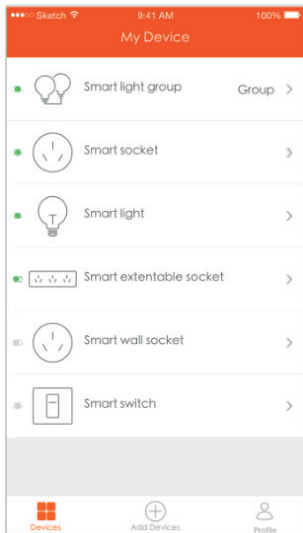 Sketch 9:41 AM 100%
My Device
Smart light group Group
Smart socket
Smart light
Smart extentable socket
Smart wall socket
Smart switch
Devices Add Devices Profile